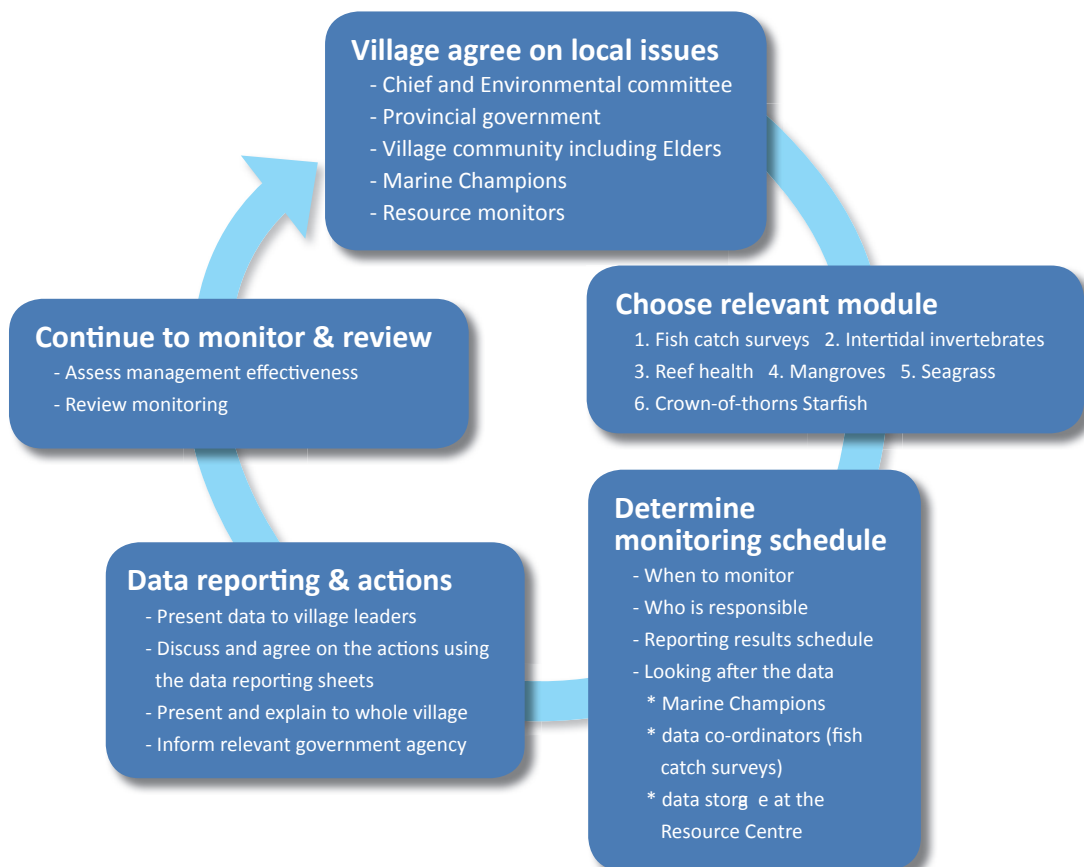 Village agree on local issues
- Chief and Environmental committee
- Provincial government
- Village community including Elders
- Marine Champions
- Resource monitors
Choose relevant module
1. Fish catch surveys 2. Intertidal invertebrates
3. Reef health 4. Mangroves 5. Seagrass
6. Crown-of-thorns Starfish
Determine
monitoring schedule
- When to monitor
- Who is responsible
- Reporting results schedule
- Looking after the data
* Marine Champions
* data co-ordinators (fish
catch surveys)
* data storg e at the
Resource Centre
Data reporting & actions
- Present data to village leaders
- Discuss and agree on the actions using
the data reporting sheets
- Present and explain to whole village
- Inform relevant government agency
Continue to monitor & review
- Assess management effectiveness
- Review monitoring